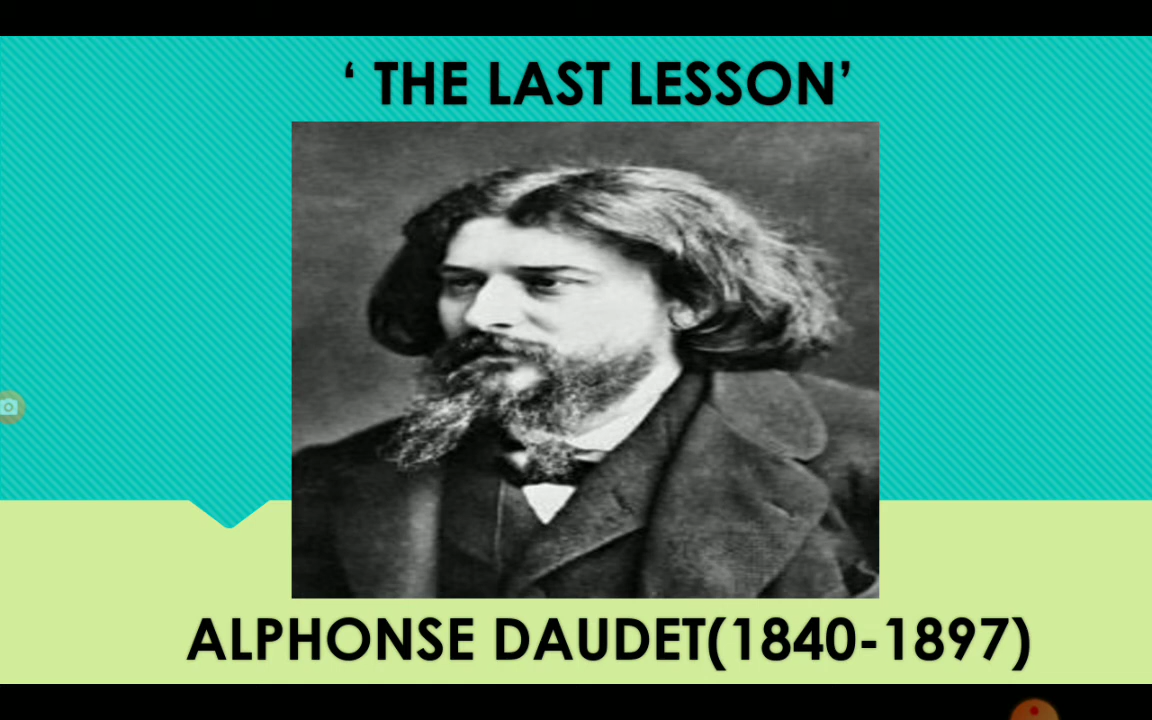 ‘ THE LAST LESSON’
ALPHONSE DAUDET(1840-1897)